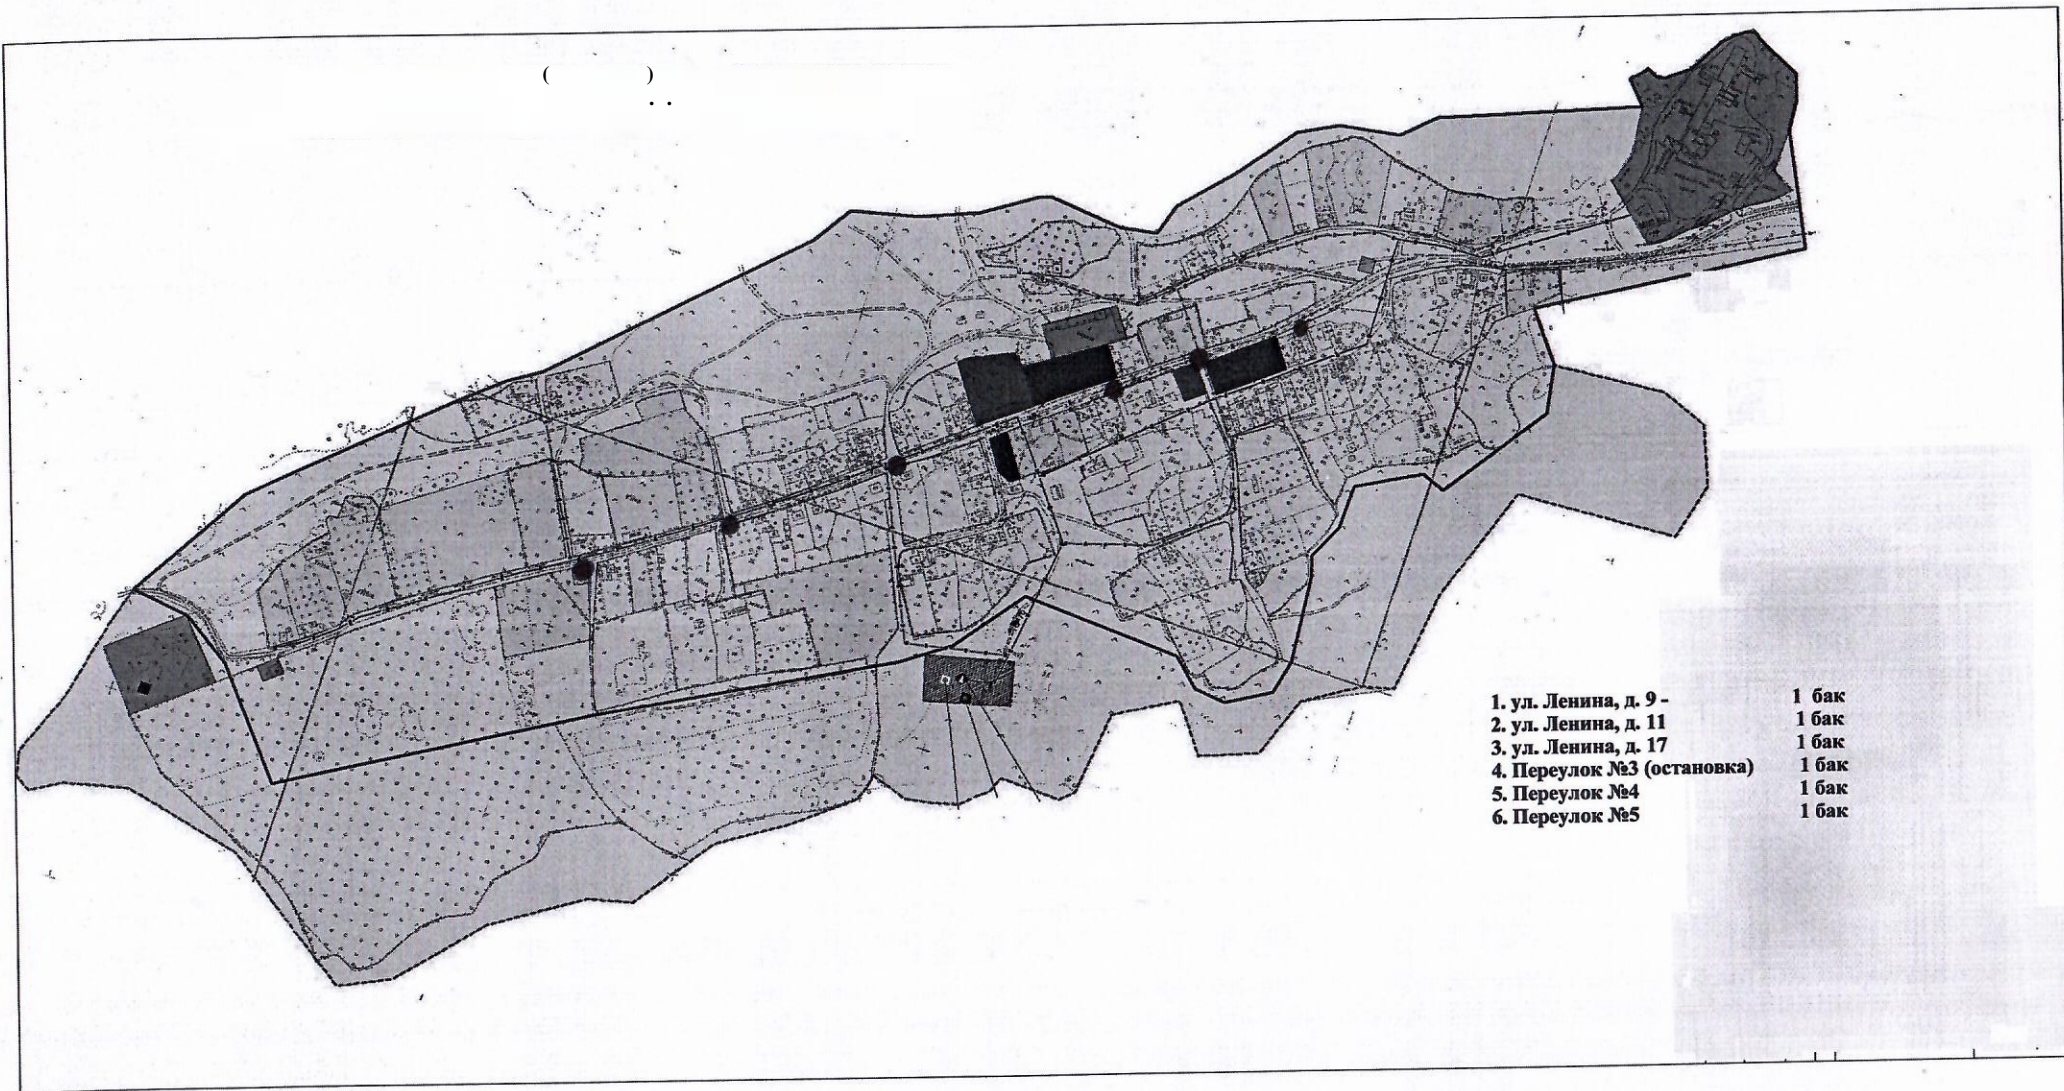 ( )
. .
1. ул. Ленина, д. 9 - 1 бак
2. ул. Ленина, д. 11 1 бак
3. ул. Ленина, д. 17 1 бак
4. Переулок №3 (остановка) 1 бак
5. Переулок №4 1 бак
6. Переулок №5 1 бак